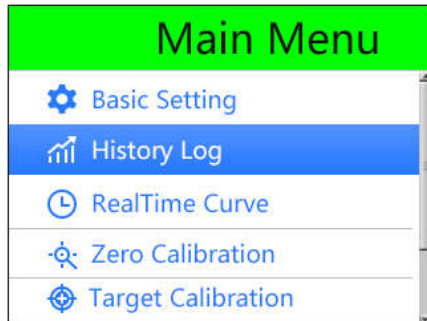 Main Menu
Basic Setting
History Log
RealTime Curve
Zero Calibration
Target Calibration